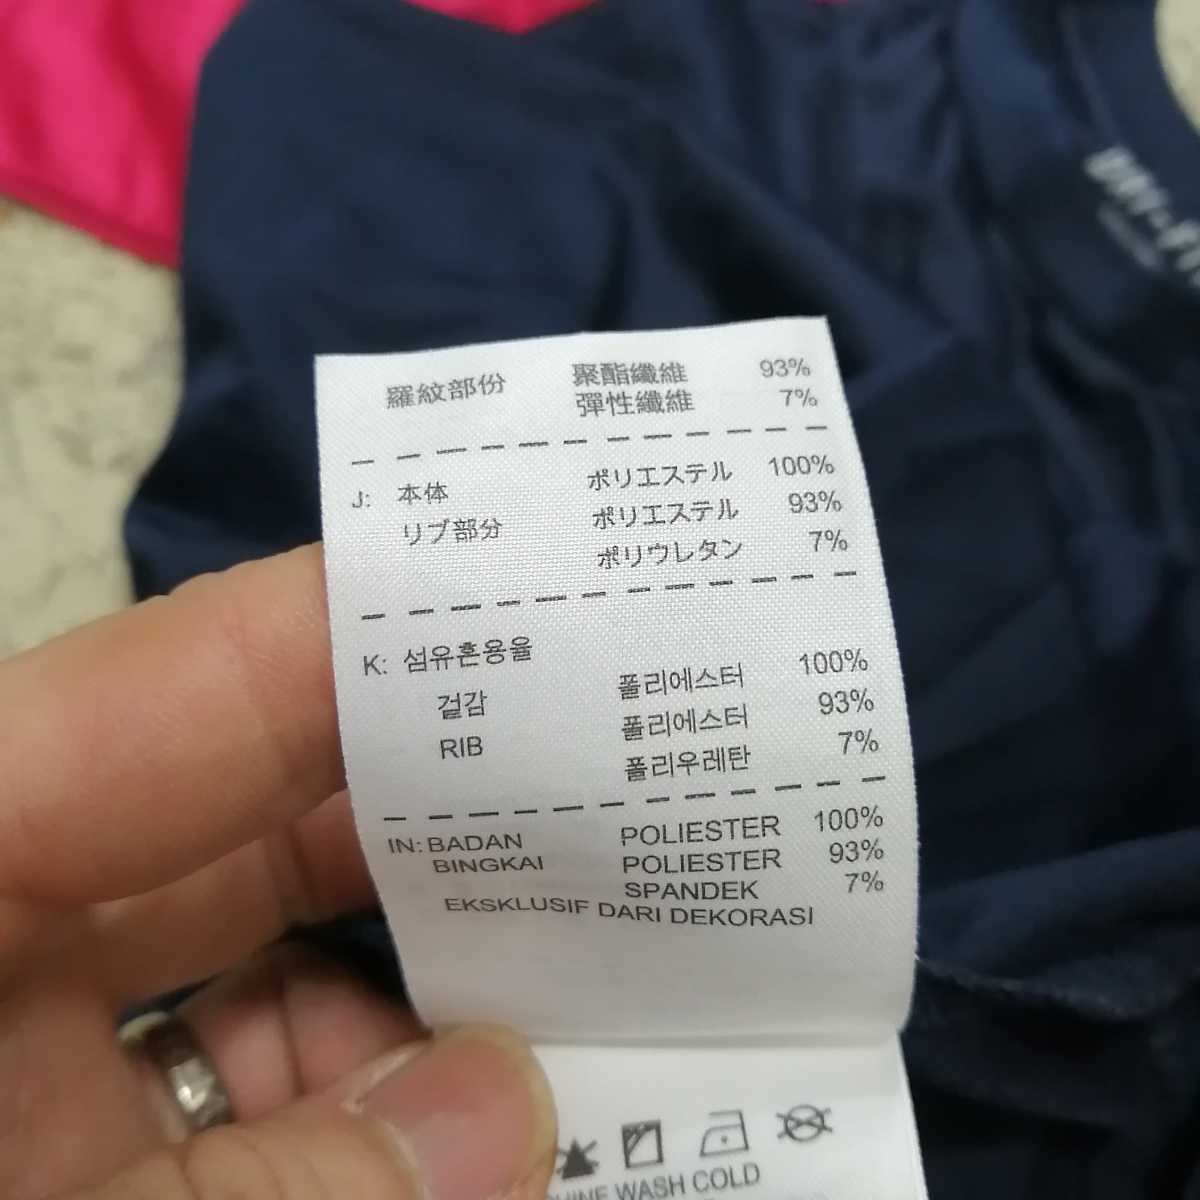 羅紋部份 聚酯纖維 93%
彈性纖維 7%
J: 本体 ポリエステル 100%
リブ部分 ポリエステル 93%
ポリウレタン 7%
K: 섬유혼용율
겉감 폴리에스터 100%
RIB 폴리에스터 93%
폴리우레탄 7%
IN: BADAN POLIESTER 100%
BINGKAI POLIESTER 93%
SPANDEK 7%
EKSKLUSIF DARI DEKORASI
WASH COLD